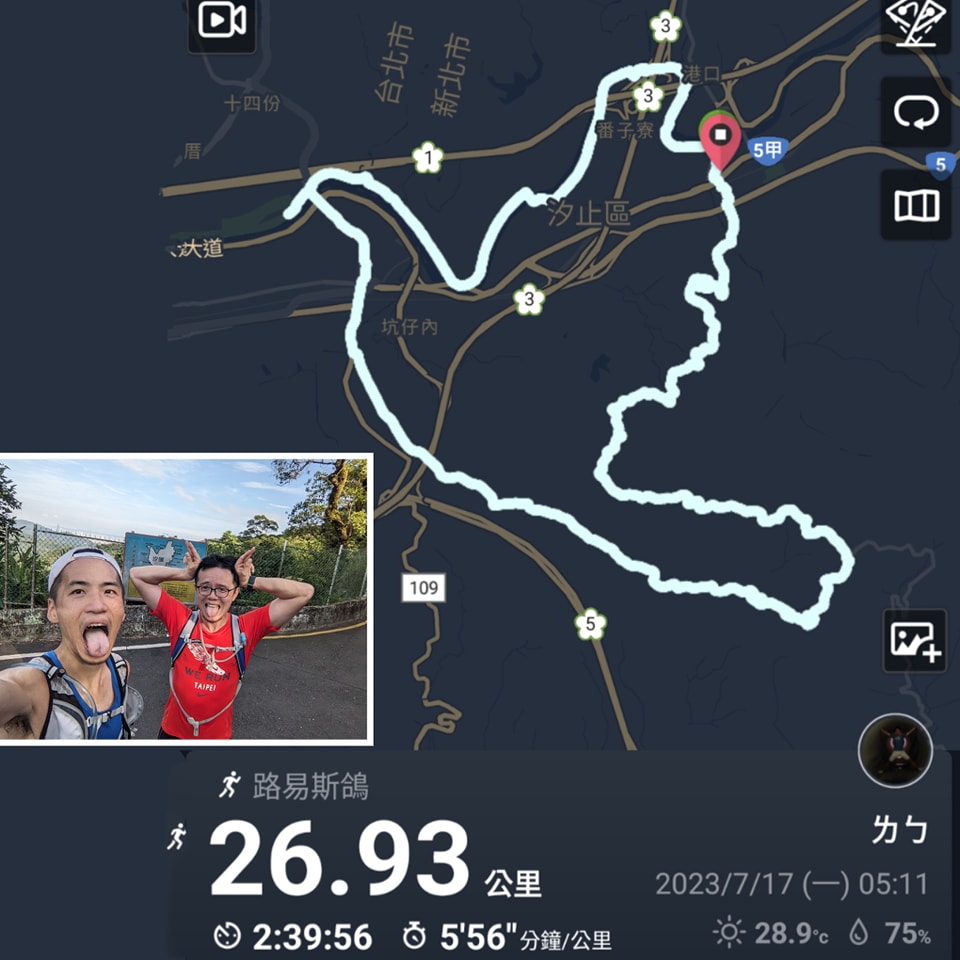 3
港口
台北市
新北市
3
十四份
番子寮
厝
1
5甲
5
汐止區
大道
3
坑仔內
109
5
WE RUN
TAIPEI
路易斯鴿
26.93 公里
ㄌㄅ
2023/7/17 (一) 05:11
2:39:56 5'56"分鐘/公里
28.9°c 75%